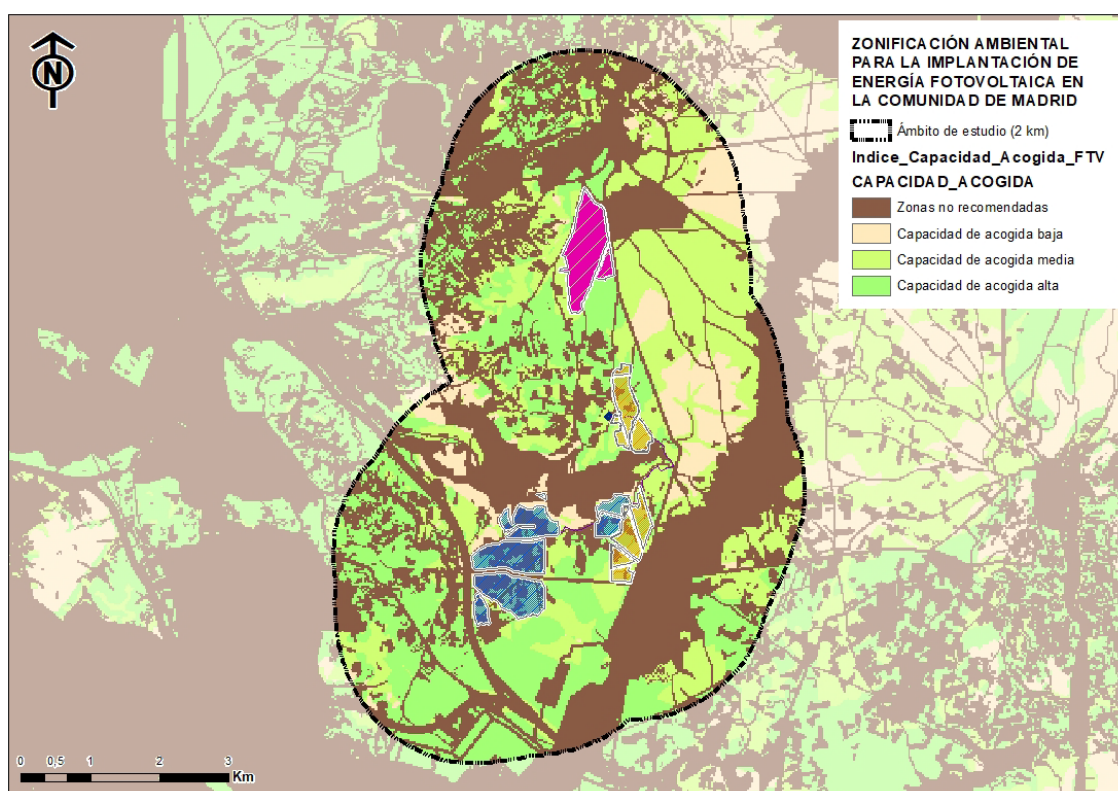 N
ZONIFICACIÓN AMBIENTAL
PARA LA IMPLANTACIÓN DE
ENERGÍA FOTOVOLTAICA EN
LA COMUNIDAD DE MADRID
Ámbito de estudio (2 km)
Indice_Capacidad_Acogida_FTV
CAPACIDAD_ACOGIDA
Zonas no recomendadas
Capacidad de acogida baja
Capacidad de acogida media
Capacidad de acogida alta
0 0,5 1 2 3
Km